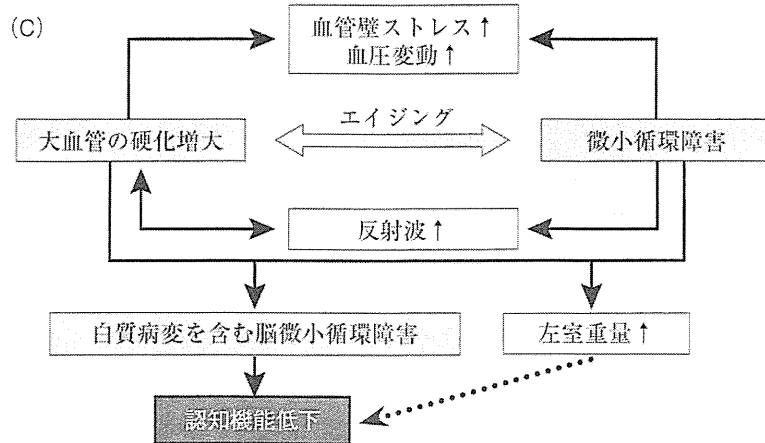 (C)
血管壁ストレス↑
血圧変動↑
エイジング
大血管の硬化増大
微小循環障害
反射波↑
白質病変を含む脳微小循環障害
左室重量↑
認知機能低下